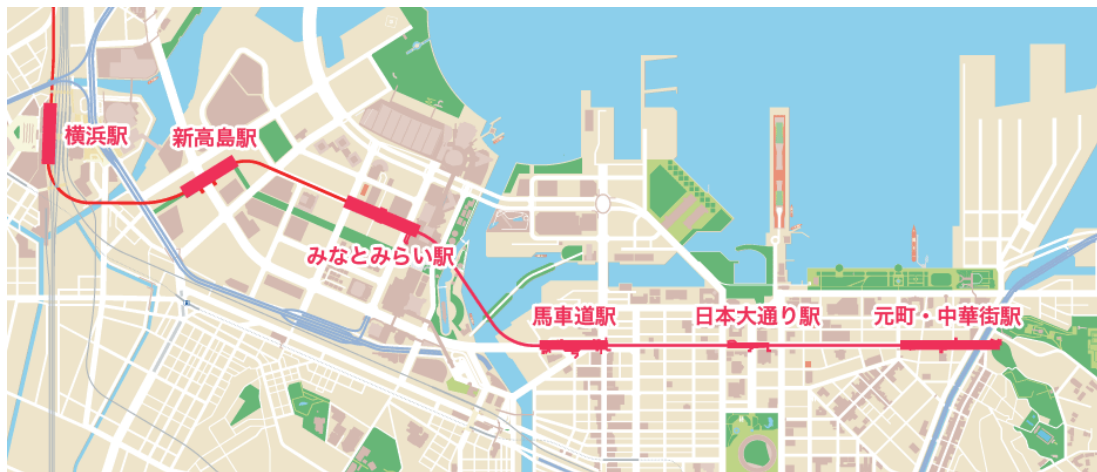 横浜駅
新高島駅
みなとみらい駅
馬車道駅
日本大通り駅
元町・中華街駅